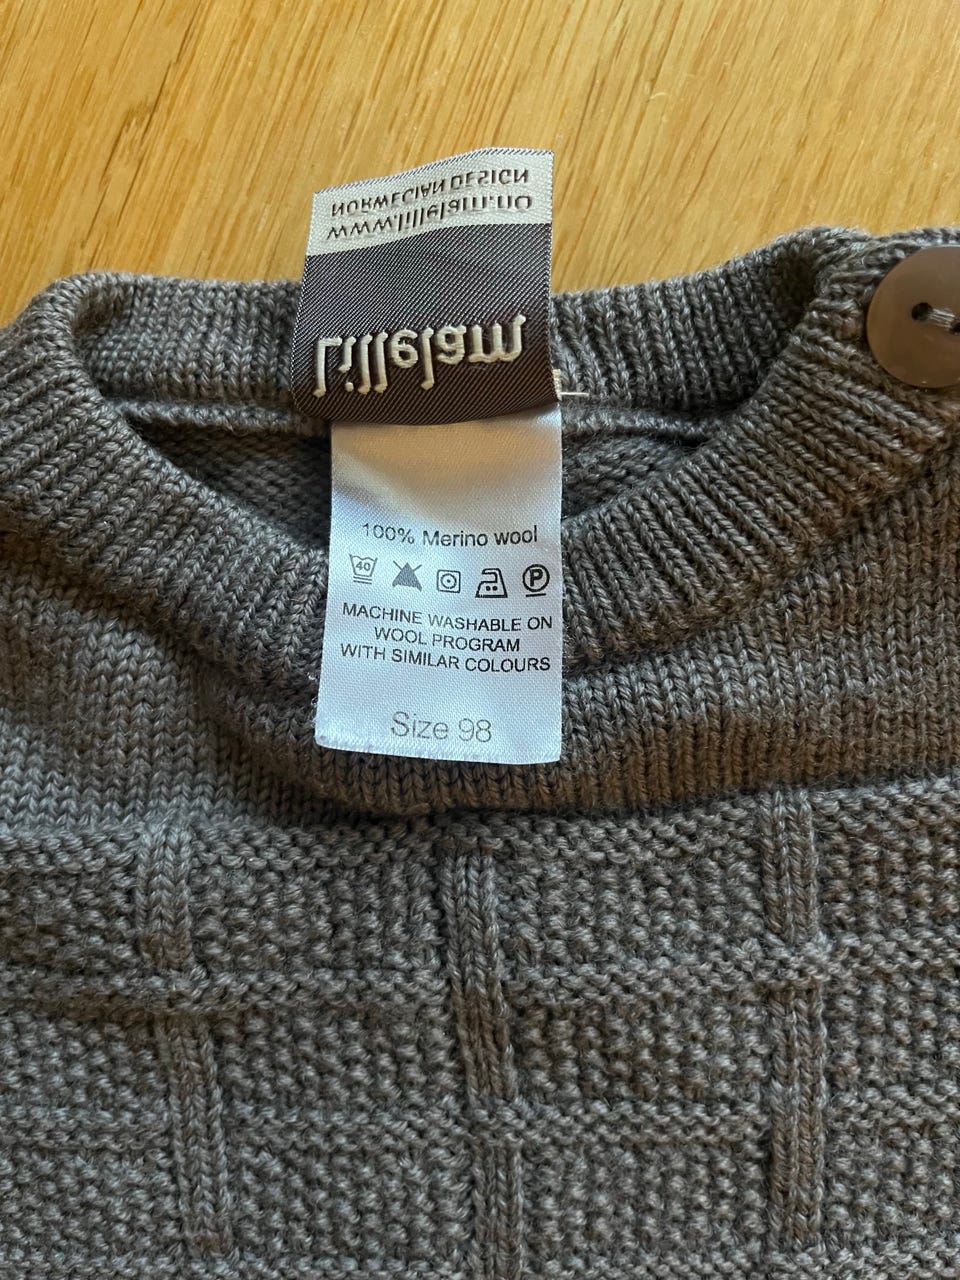 NORWEGIAN DESIGN
www.lillelam.no
Lillelam
100% Merino wool
40 P
MACHINE WASHABLE ON
WOOL PROGRAM
WITH SIMILAR COLOURS
Size 98